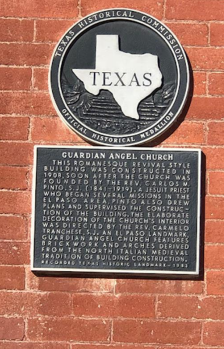 TEXAS HISTORICAL COMMISSION
TEXAS
OFFICIAL HISTORICAL MEDALLION
GUARDIAN ANGEL CHURCH
THIS ROMANESQUE REVIVAL STYLE
BUILDING WAS CONSTRUCTED IN
1908, SOON AFTER THE CHURCH WAS
FOUNDED BY THE REV. CARLOS M.
PINTO, S.J. (1841-1919), A JESUIT PRIEST
WHO BEGAN SEVERAL MISSIONS IN THE
EL PASO AREA. PINTO ALSO DREW
PLANS AND SUPERVISED THE CONSTRUC-
TION OF THE BUILDING. THE ELABORATE
DECORATION OF THE CHURCH'S INTERIOR
WAS DIRECTED BY THE REV. CARMELO
TRANCHESE, S.J. AN EL PASO LANDMARK,
GUARDIAN ANGEL CHURCH FEATURES
BRICKWORK AND ARCHES DERIVED
FROM THE NORTH ITALIAN MEDIEVAL
TRADITION OF BUILDING CONSTRUCTION.
RECORDED TEXAS HISTORIC LANDMARK